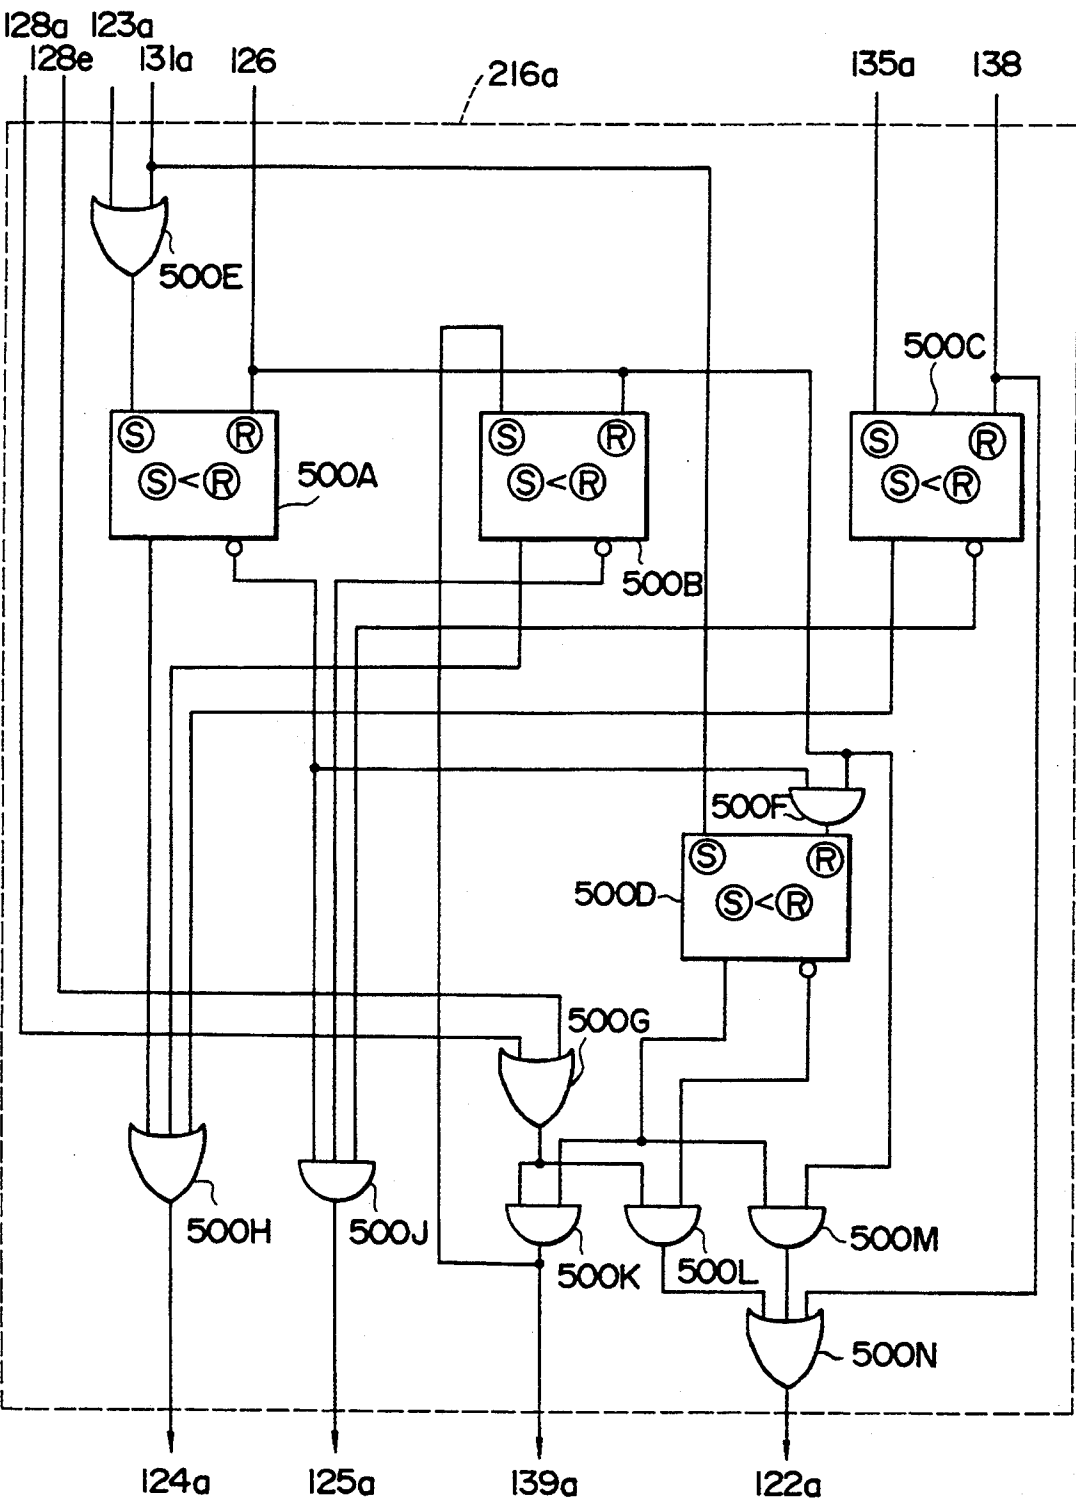 128a 123a
128e 131a 126 216a 135a 138
500E
500C
S R S R S R
S<R 500A S<R S<R
500B
500F
S R
500D S<R
500G
500H 500J 500M
500K 500L
500N
124a 125a 139a 122a